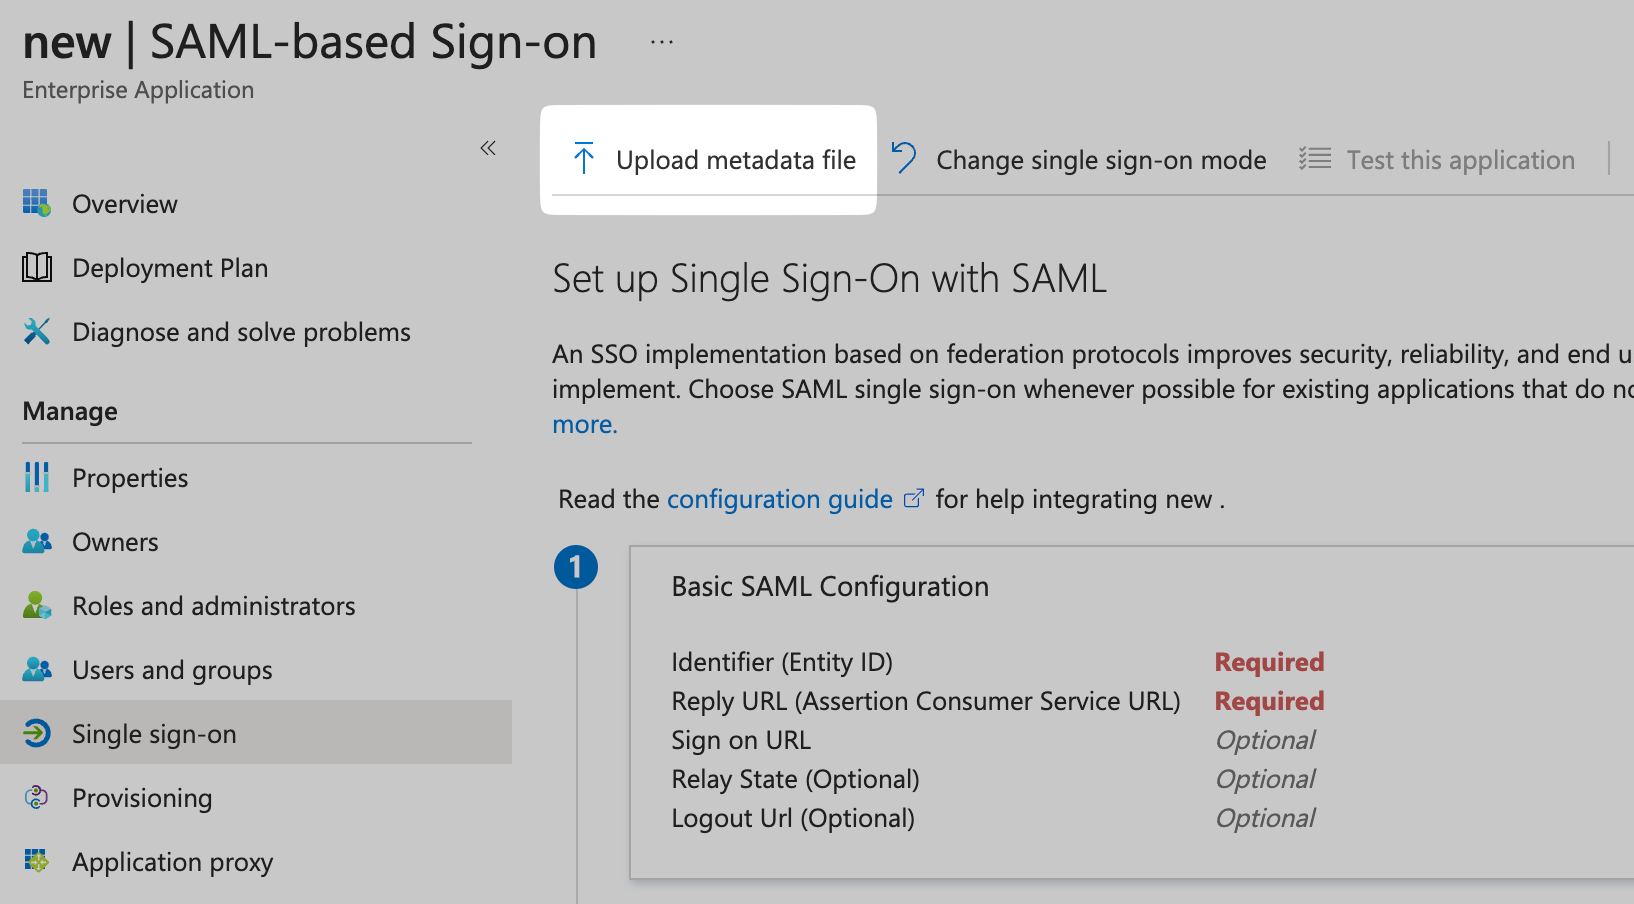 new | SAML-based Sign-on ...
Enterprise Application
«
Upload metadata file
Change single sign-on mode
Test this application
Overview
Deployment Plan
Diagnose and solve problems
Manage
Properties
Owners
Roles and administrators
Users and groups
Single sign-on
Provisioning
Application proxy
Set up Single Sign-On with SAML
An SSO implementation based on federation protocols improves security, reliability, and end u
implement. Choose SAML single sign-on whenever possible for existing applications that do no
more.
Read the configuration guide for help integrating new .
1
Basic SAML Configuration
Identifier (Entity ID) Required
Reply URL (Assertion Consumer Service URL) Required
Sign on URL Optional
Relay State (Optional) Optional
Logout Url (Optional) Optional